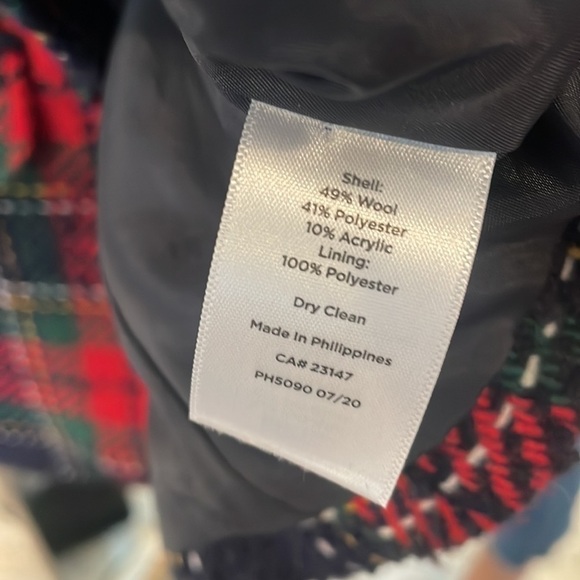 Shell:
49% Wool
41% Polyester
10% Acrylic
Lining:
100% Polyester
Dry Clean
Made In Philippines
CA# 23147
PH5090 07/20